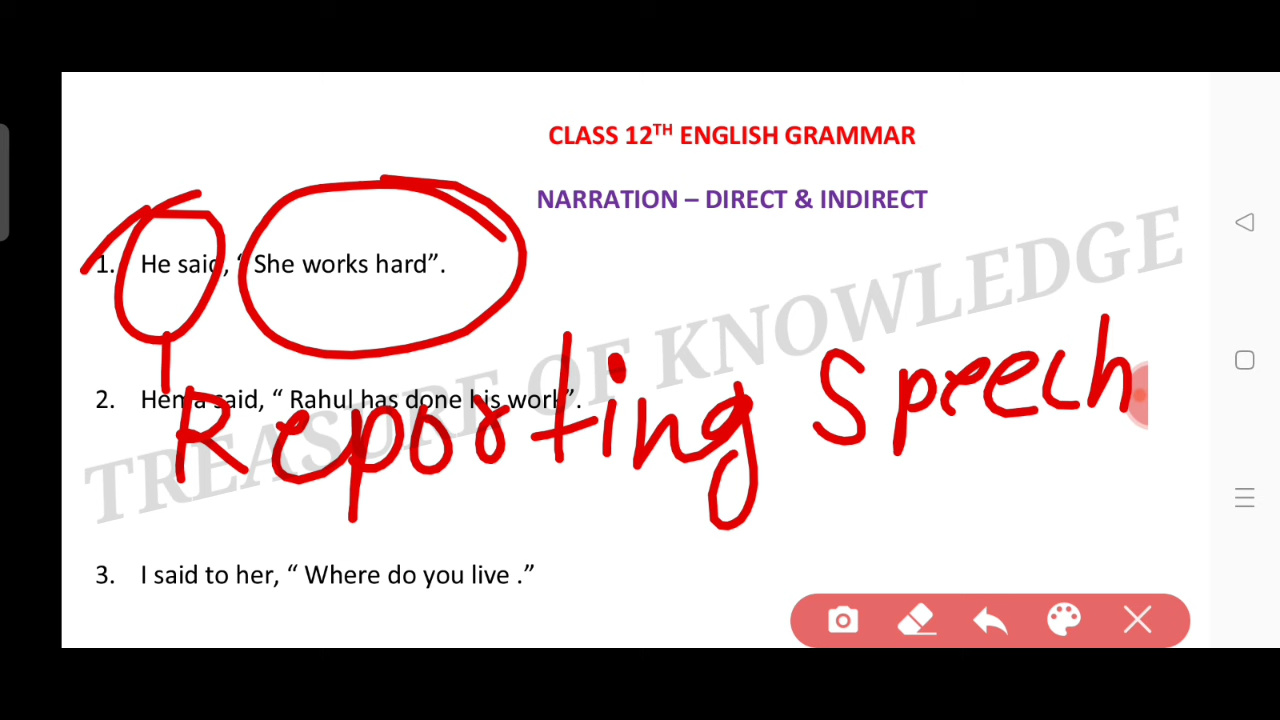 CLASS 12TH ENGLISH GRAMMAR
NARRATION – DIRECT & INDIRECT
1. He said, “ She works hard”.
2. Hema said, “ Rahul has done his work”.
Reporting Speech
TREASURE OF KNOWLEDGE
3. I said to her, “ Where do you live .”